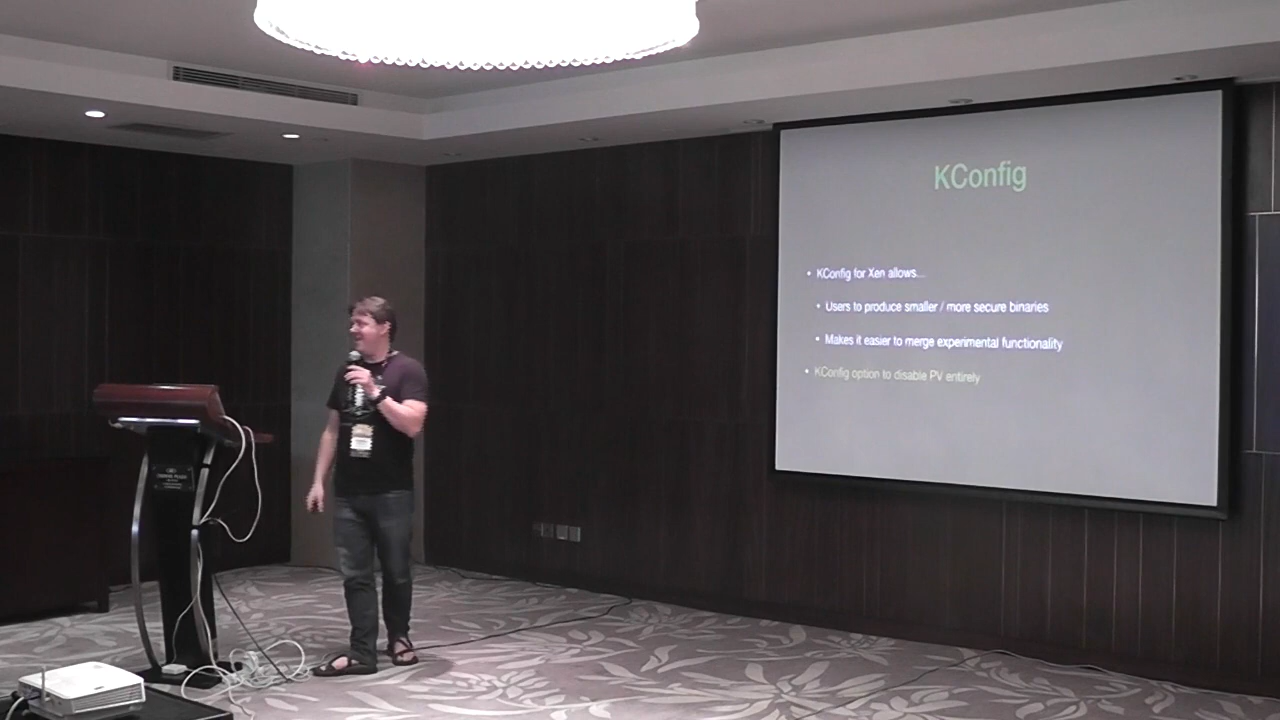 KConfig
• KConfig for Xen allows...
• Users to produce smaller / more secure binaries
• Makes it easier to merge experimental functionality
• KConfig option to disable PV entirely